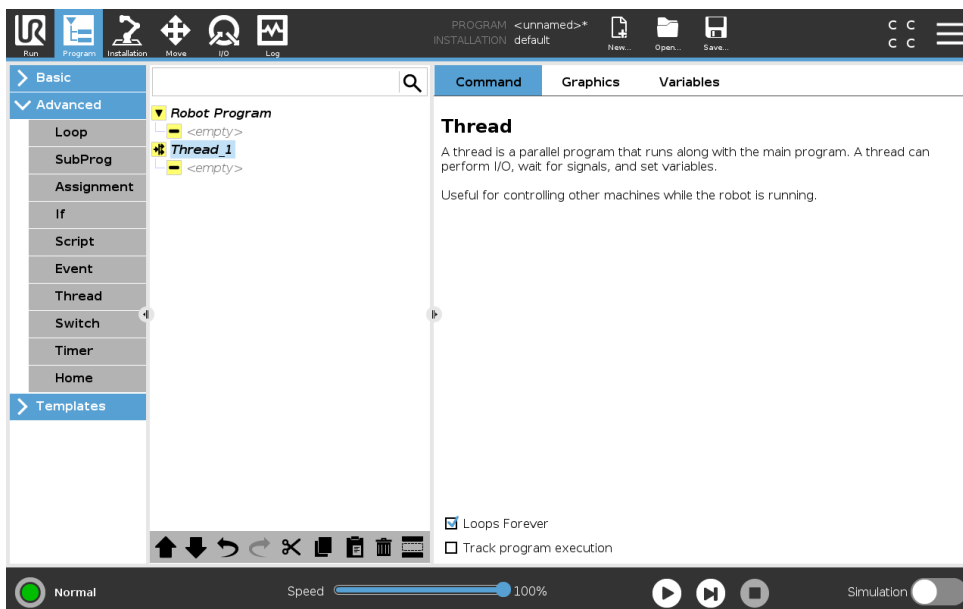 PROGRAM <unnamed>*
INSTALLATION default
UR
Run
Program
Installation
Move
I/O
Log
New...
Open...
Save...
C C
C C
Basic
Advanced
Loop
SubProg
Assignment
If
Script
Event
Thread
Switch
Timer
Home
Templates
Robot Program
<empty>
Thread_1
<empty>
Command
Graphics
Variables
Thread
A thread is a parallel program that runs along with the main program. A thread can
perform I/O, wait for signals, and set variables.
Useful for controlling other machines while the robot is running.
Loops Forever
Track program execution
Normal
Speed
100%
Simulation